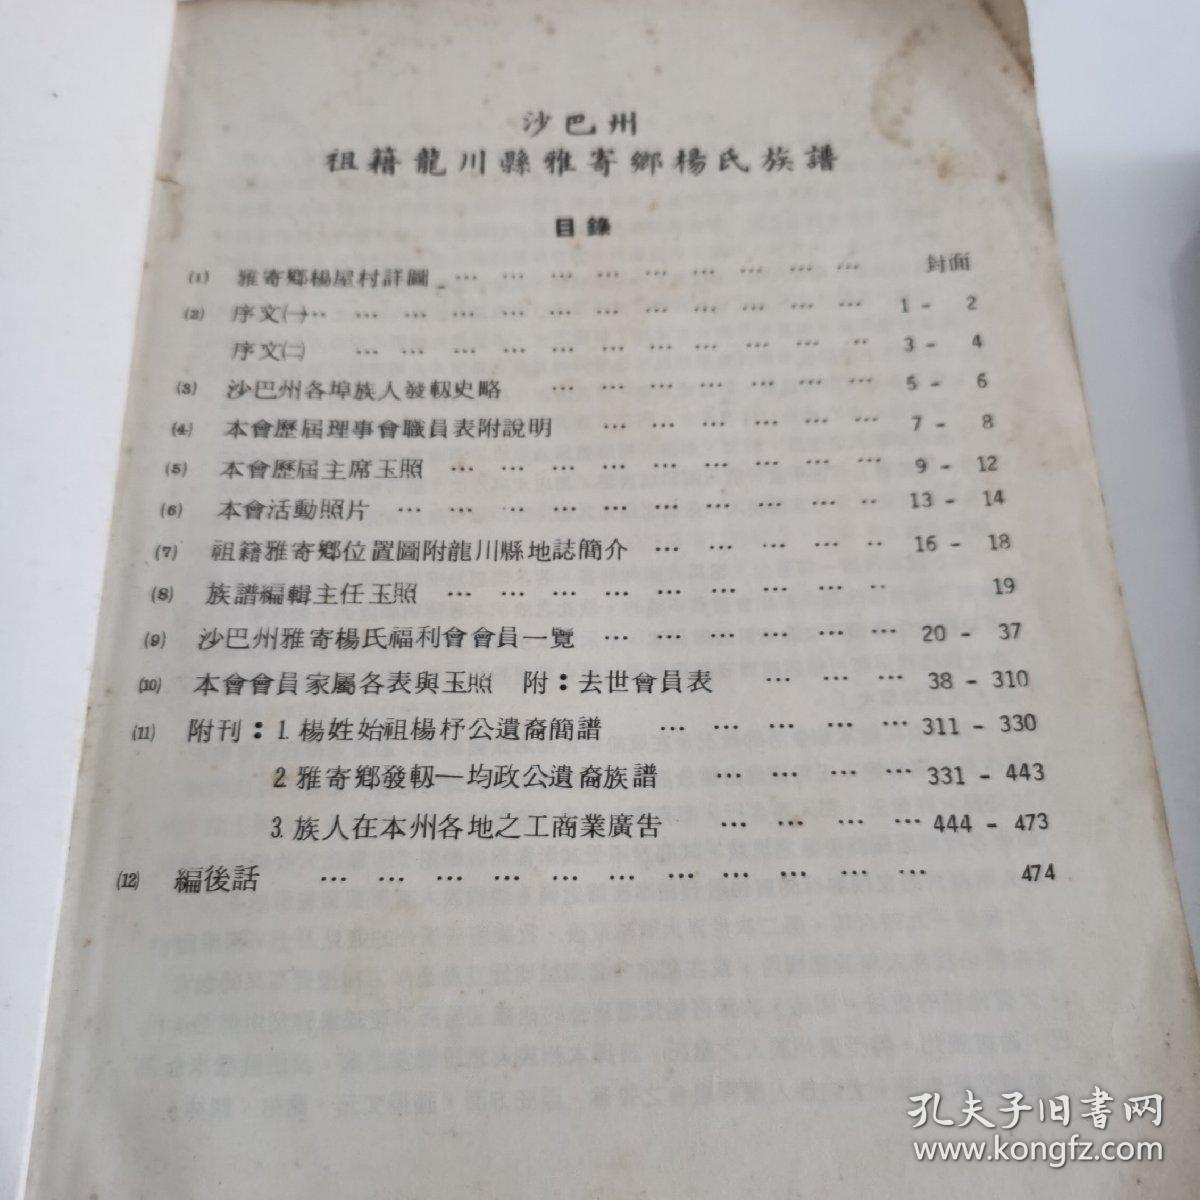 沙巴州
祖籍龍川縣雅寄鄉楊氏族譜
目錄
(1) 雅寄鄉楊屋村詳圖 … … … … … … … … … 封面
(2) 序文㈠ … … … … … … … … … … … 1 - 2
序文㈡ … … … … … … … … … … … 3 - 4
(3) 沙巴州各埠族人發軔史略 … … … … … … … 5 - 6
(4) 本會歷屆理事會職員表附說明 … … … … … … 7 - 8
(5) 本會歷屆主席玉照 … … … … … … … … … 9 - 12
(6) 本會活動照片 … … … … … … … … … … 13 - 14
(7) 祖籍雅寄鄉位置圖附龍川縣地誌簡介 … … … … … 16 - 18
(8) 族譜編輯主任玉照 … … … … … … … … … 19
(9) 沙巴州雅寄楊氏福利會會員一覽 … … … … … … … 20 - 37
(10) 本會會員家屬各表與玉照 附：去世會員表 … … … … 38 - 310
(11) 附刊：1. 楊姓始祖楊杼公遺裔簡譜 … … … … … 311 - 330
2. 雅寄鄉發軔—均政公遺裔族譜 … … … … 331 - 443
3. 族人在本州各地之工商業廣告 … … … … 444 - 473
(12) 編後話 … … … … … … … … … … … 474
孔夫子旧书网
www.kongfz.com